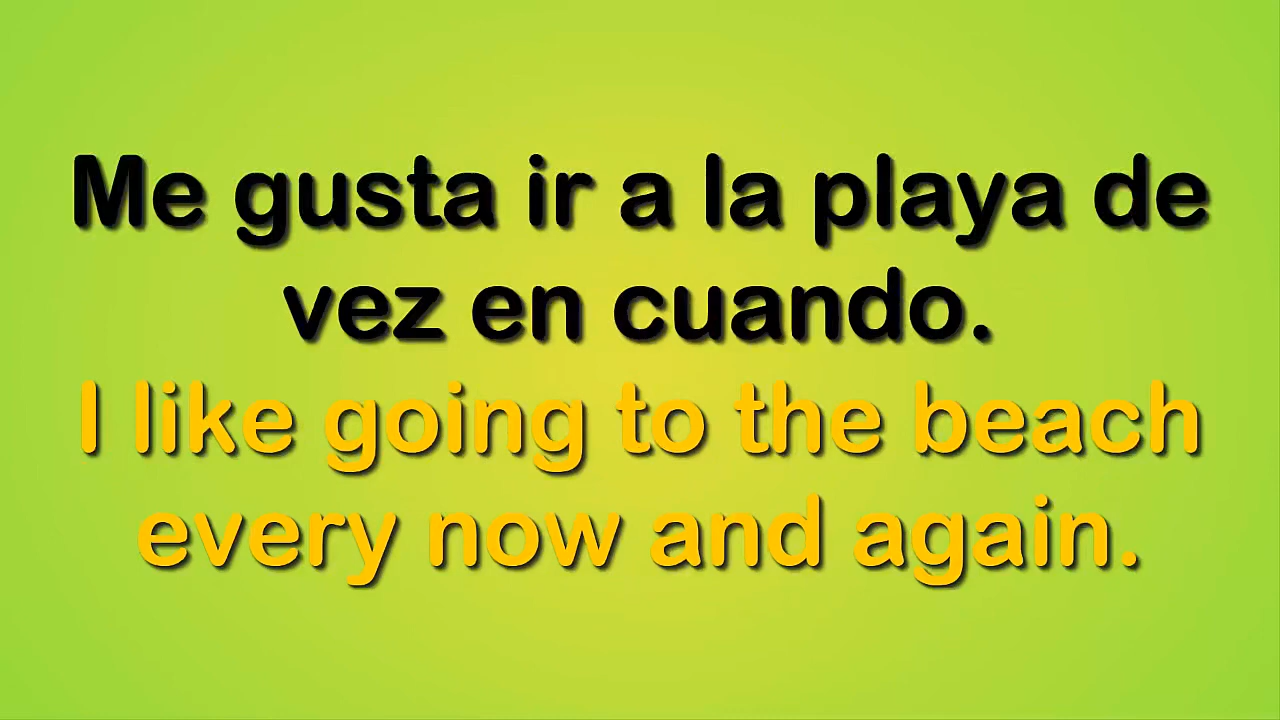 Me gusta ir a la playa de
vez en cuando.
I like going to the beach
every now and again.